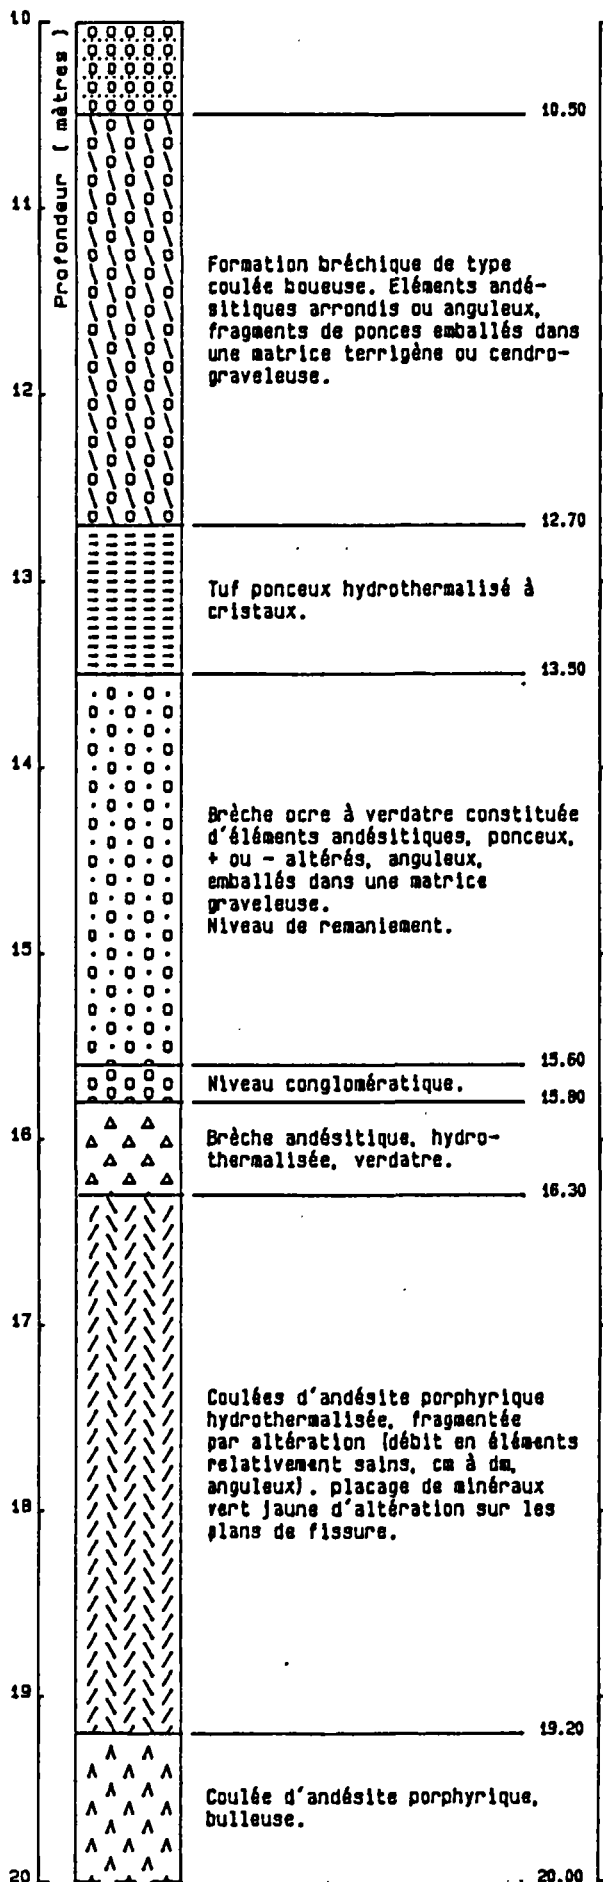 10
Profondeur ( mètres )
10.50
11
Formation bréchique de type
coulée boueuse. Eléments andé-
sitiques arrondis ou anguleux,
fragments de ponces emballés dans
une matrice terrigène ou cendro-
graveleuse.
12
12.70
13
Tuf ponceux hydrothermalisé à
cristaux.
13.50
14
Brèche ocre à verdatre constituée
d'éléments andésitiques, ponceux,
+ ou - altérés, anguleux,
emballés dans une matrice
graveleuse.
Niveau de remaniement.
15
15.60
Niveau conglomératique.
15.80
16
Brèche andésitique, hydro-
thermalisée, verdatre.
16.30
17
Coulées d'andésite porphyrique
hydrothermalisée, fragmentée
par altération (débit en éléments
relativement sains, cm à dm,
anguleux). placage de minéraux
vert jaune d'altération sur les
plans de fissure.
18
19
19.20
Coulée d'andésite porphyrique,
bulleuse.
20
20.00